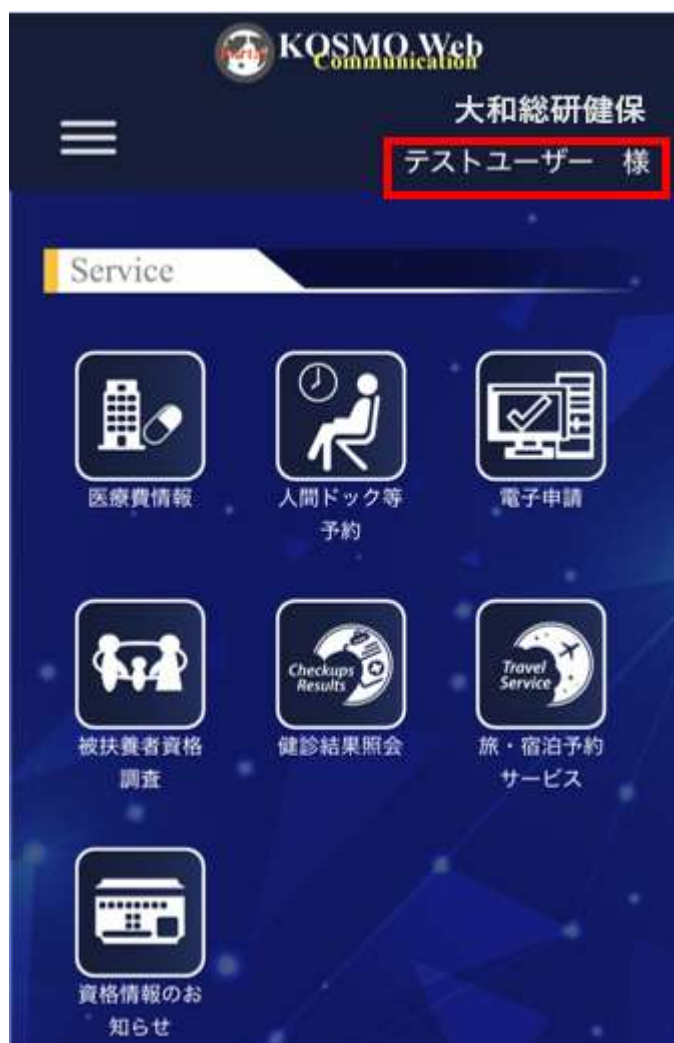 Portal
KOSMO Web
Communication
大和総研健保
テストユーザー 様
Service
医療費情報
人間ドック等
予約
電子申請
Checkups
Results
Travel
Service
被扶養者資格
調査
健診結果照会
旅・宿泊予約
サービス
資格情報のお
知らせ